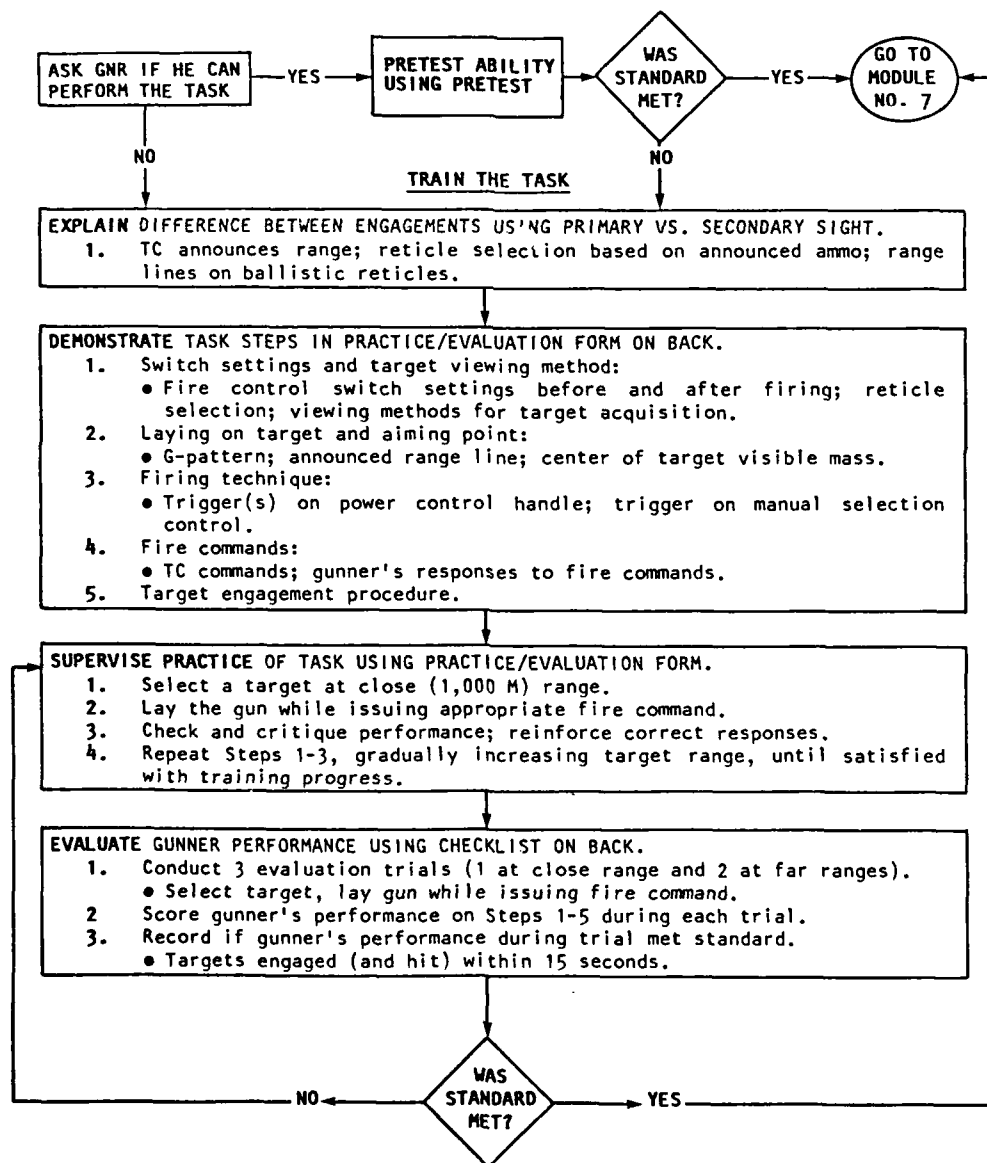 ASK GNR IF HE CAN
PERFORM THE TASK
YES
PRETEST ABILITY
USING PRETEST
WAS
STANDARD
MET?
YES
GO TO
MODULE
NO. 7
NO
NO
TRAIN THE TASK
EXPLAIN DIFFERENCE BETWEEN ENGAGEMENTS USING PRIMARY VS. SECONDARY SIGHT.
1. TC announces range; reticle selection based on announced ammo; range
lines on ballistic reticles.
DEMONSTRATE TASK STEPS IN PRACTICE/EVALUATION FORM ON BACK.
1. Switch settings and target viewing method:
● Fire control switch settings before and after firing; reticle
selection; viewing methods for target acquisition.
2. Laying on target and aiming point:
● G-pattern; announced range line; center of target visible mass.
3. Firing technique:
● Trigger(s) on power control handle; trigger on manual selection
control.
4. Fire commands:
● TC commands; gunner's responses to fire commands.
5. Target engagement procedure.
SUPERVISE PRACTICE OF TASK USING PRACTICE/EVALUATION FORM.
1. Select a target at close (1,000 M) range.
2. Lay the gun while issuing appropriate fire command.
3. Check and critique performance; reinforce correct responses.
4. Repeat Steps 1-3, gradually increasing target range, until satisfied
with training progress.
EVALUATE GUNNER PERFORMANCE USING CHECKLIST ON BACK.
1. Conduct 3 evaluation trials (1 at close range and 2 at far ranges).
● Select target, lay gun while issuing fire command.
2 Score gunner's performance on Steps 1-5 during each trial.
3. Record if gunner's performance during trial met standard.
● Targets engaged (and hit) within 15 seconds.
WAS
STANDARD
MET?
NO
YES